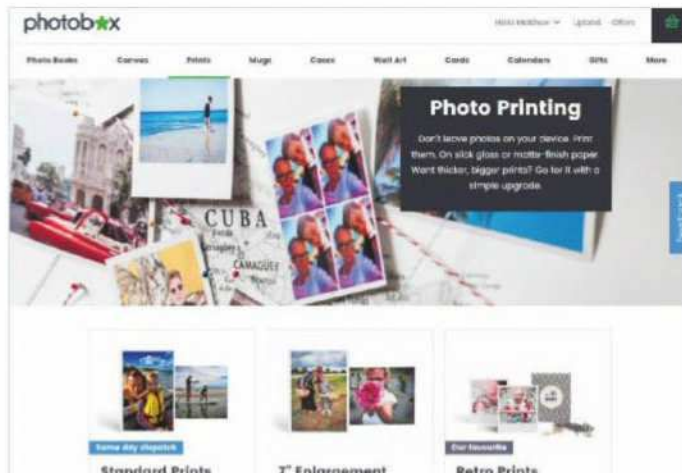 photobox
Upload Offers
Photo Books Canvas Prints Mugs Cases Wall Art Cards Calendars Gifts More
Photo Printing
Don't leave photos on your device. Print
them. On slick gloss or matte-finish paper.
Want thicker, bigger prints? Go for it with a
simple upgrade.
CUBA
CAMAGÜEY
Same day dispatch
Our favourite
Standard Prints
7" Enlargement
Retro Prints